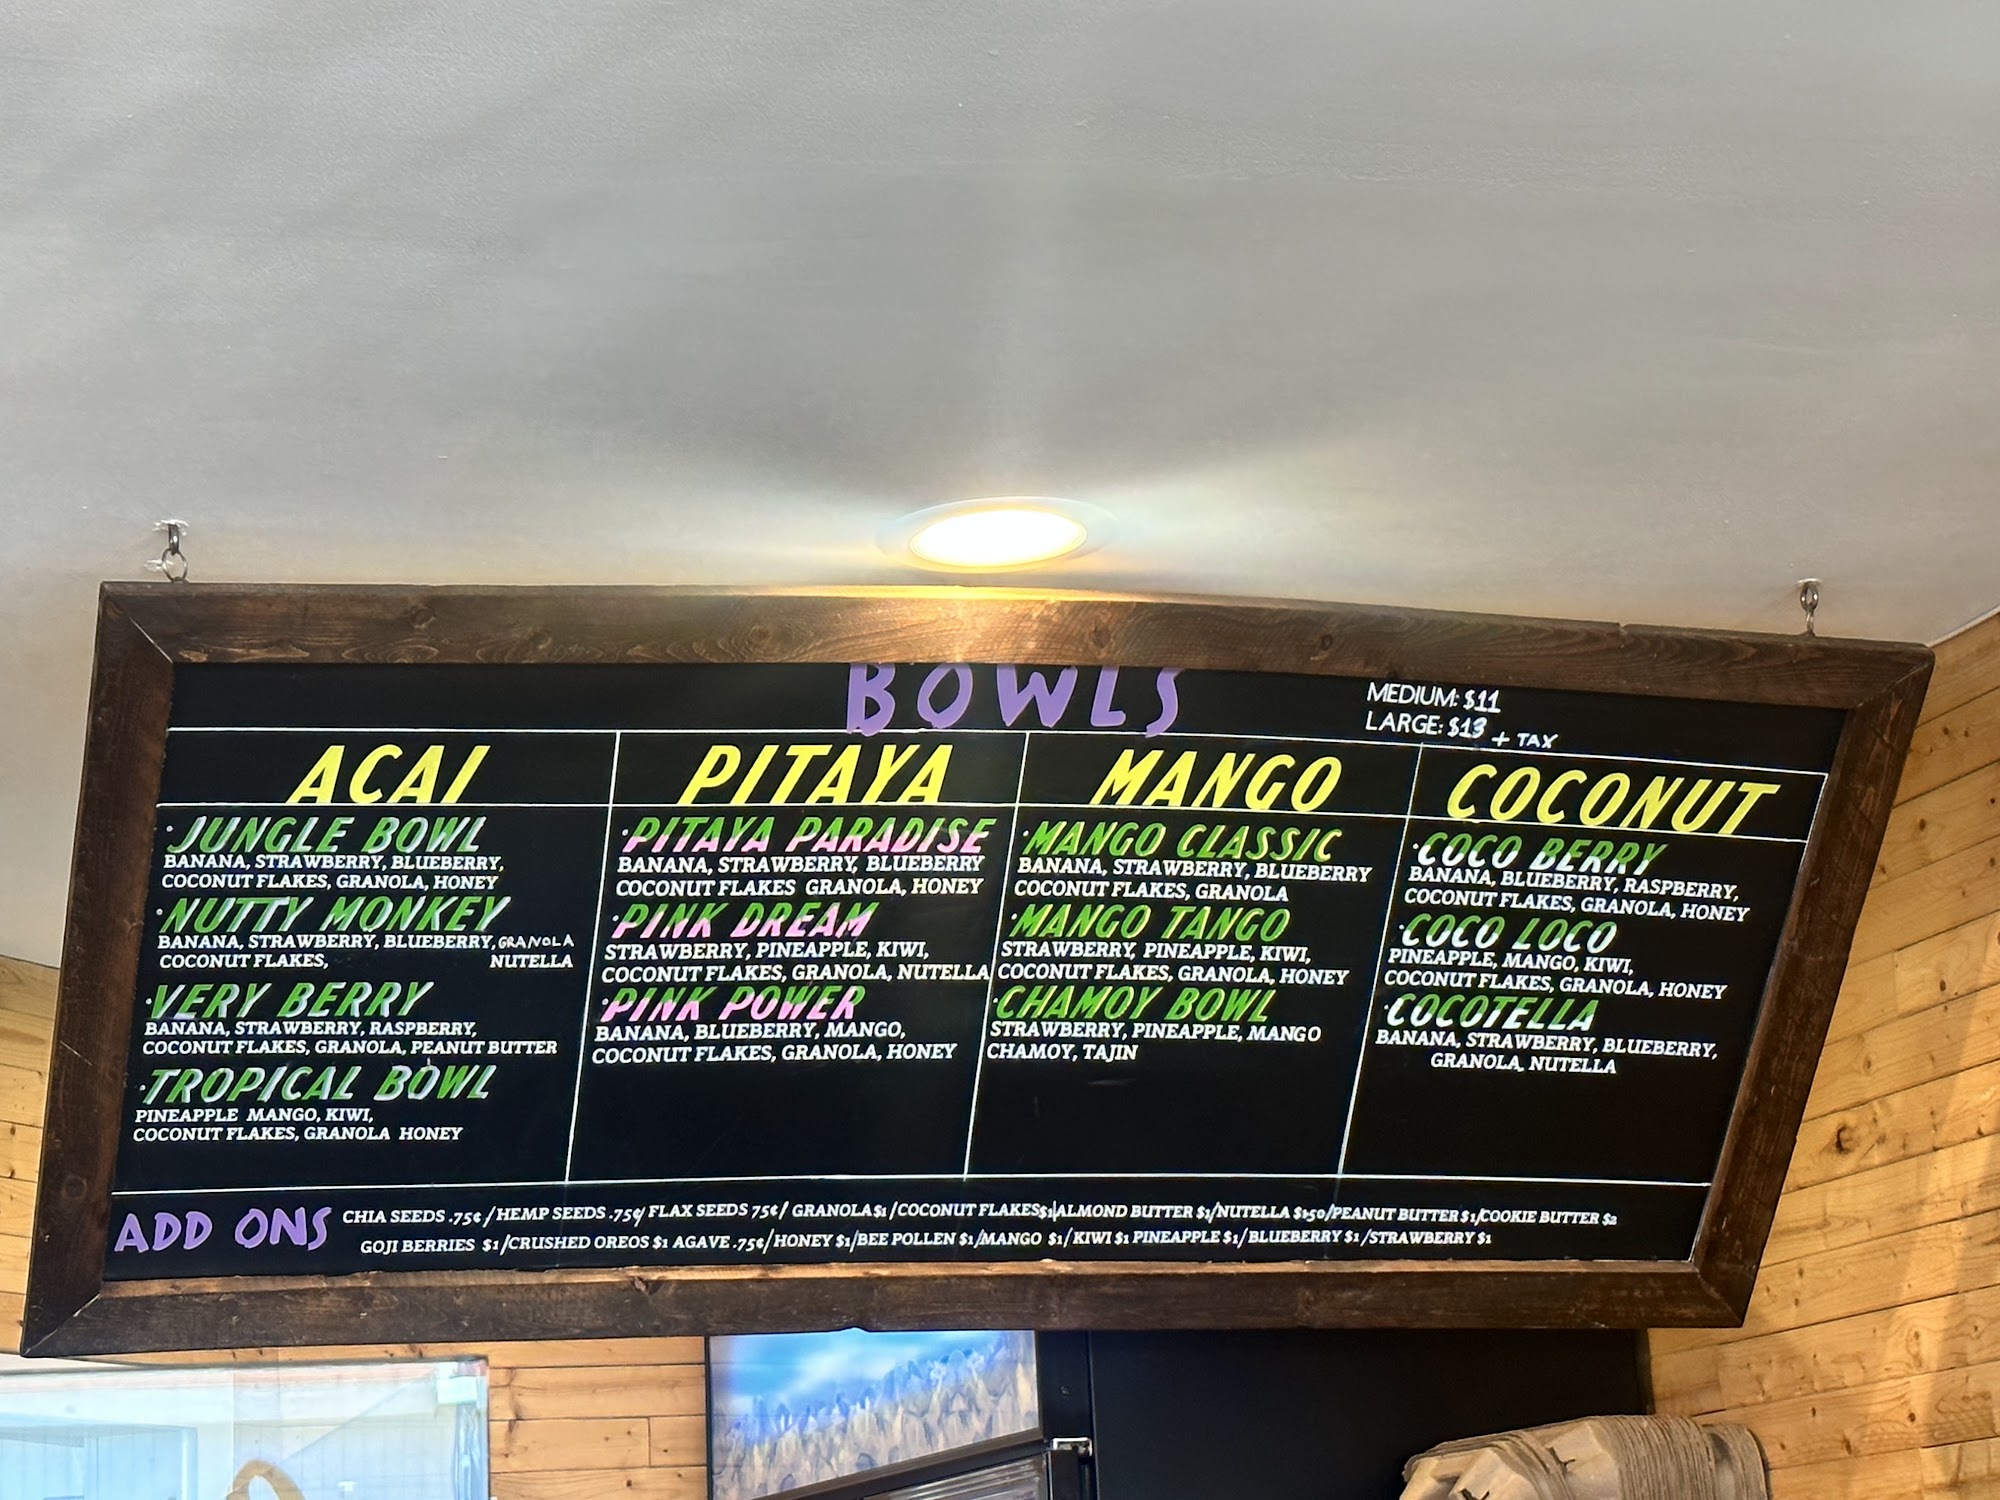 BOWLS
MEDIUM: $11
LARGE: $13 + TAX
ACAI
· JUNGLE BOWL
BANANA, STRAWBERRY, BLUEBERRY,
COCONUT FLAKES, GRANOLA, HONEY
· NUTTY MONKEY
BANANA, STRAWBERRY, BLUEBERRY, GRANOLA
COCONUT FLAKES, NUTELLA
· VERY BERRY
BANANA, STRAWBERRY, RASPBERRY,
COCONUT FLAKES, GRANOLA, PEANUT BUTTER
· TROPICAL BOWL
PINEAPPLE MANGO, KIWI,
COCONUT FLAKES, GRANOLA HONEY
PITAYA
· PITAYA PARADISE
BANANA, STRAWBERRY, BLUEBERRY
COCONUT FLAKES GRANOLA, HONEY
· PINK DREAM
STRAWBERRY, PINEAPPLE, KIWI,
COCONUT FLAKES, GRANOLA, NUTELLA
· PINK POWER
BANANA, BLUEBERRY, MANGO,
COCONUT FLAKES, GRANOLA, HONEY
MANGO
· MANGO CLASSIC
BANANA, STRAWBERRY, BLUEBERRY
COCONUT FLAKES, GRANOLA
· MANGO TANGO
STRAWBERRY, PINEAPPLE, KIWI,
COCONUT FLAKES, GRANOLA, HONEY
· CHAMOY BOWL
STRAWBERRY, PINEAPPLE, MANGO
CHAMOY, TAJIN
COCONUT
· COCO BERRY
BANANA, BLUEBERRY, RASPBERRY,
COCONUT FLAKES, GRANOLA, HONEY
· COCO LOCO
PINEAPPLE, MANGO, KIWI,
COCONUT FLAKES, GRANOLA, HONEY
· COCOTELLA
BANANA, STRAWBERRY, BLUEBERRY,
GRANOLA, NUTELLA
ADD ONS
CHIA SEEDS .75¢ / HEMP SEEDS .75¢/ FLAX SEEDS 75¢/ GRANOLA $1 /COCONUT FLAKES $1/ALMOND BUTTER $1/NUTELLA $1.50/PEANUT BUTTER $1/COOKIE BUTTER $2
GOJI BERRIES $1/CRUSHED OREOS $1 AGAVE .75¢/HONEY $1/BEE POLLEN $1/MANGO $1/ KIWI $1 PINEAPPLE $1/ BLUEBERRY $1 /STRAWBERRY $1